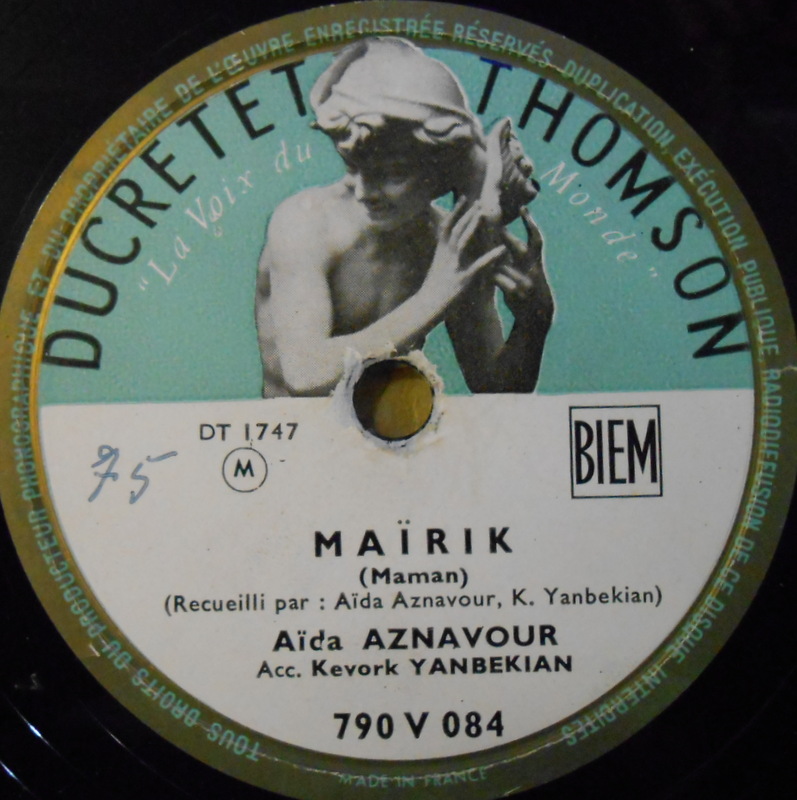 TOUS DROITS DU PRODUCTEUR PHONOGRAPHIQUE ET DU PROPRIÉTAIRE DE L'ŒUVRE ENREGISTRÉE RÉSERVÉS DUPLICATION EXÉCUTION PUBLIQUE RADIODIFFUSION DE CE DISQUE INTERDITES
DUCRETET THOMSON
"La Voix du Monde"
DT 1747
M
75
BIEM
MAÏRIK
(Maman)
(Recueilli par : Aïda Aznavour, K. Yanbekian)
Aïda AZNAVOUR
Acc. Kevork YANBEKIAN
790 V 084
MADE IN FRANCE